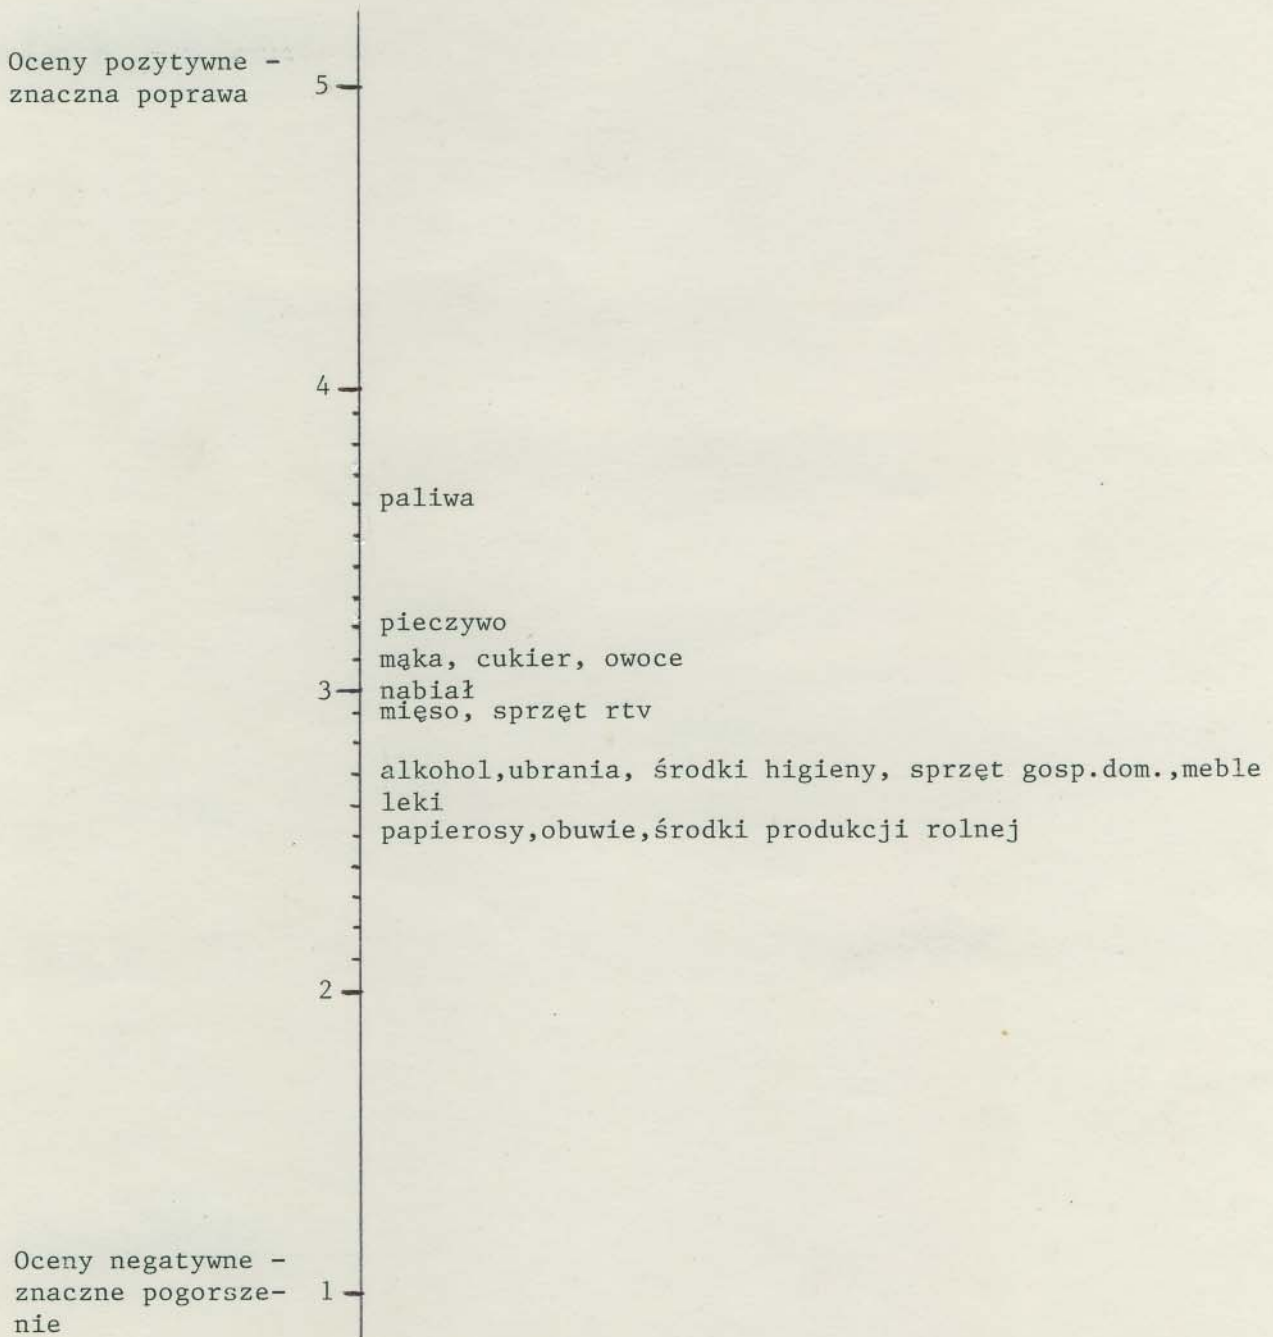 Oceny pozytywne -
znaczna poprawa
5
4
paliwa
pieczywo
mąka, cukier, owoce
3
nabiał
mięso, sprzęt rtv
alkohol,ubrania, środki higieny, sprzęt gosp.dom.,meble
leki
papierosy,obuwie,środki produkcji rolnej
2
Oceny negatywne -
znaczne pogorsze-
nie
1